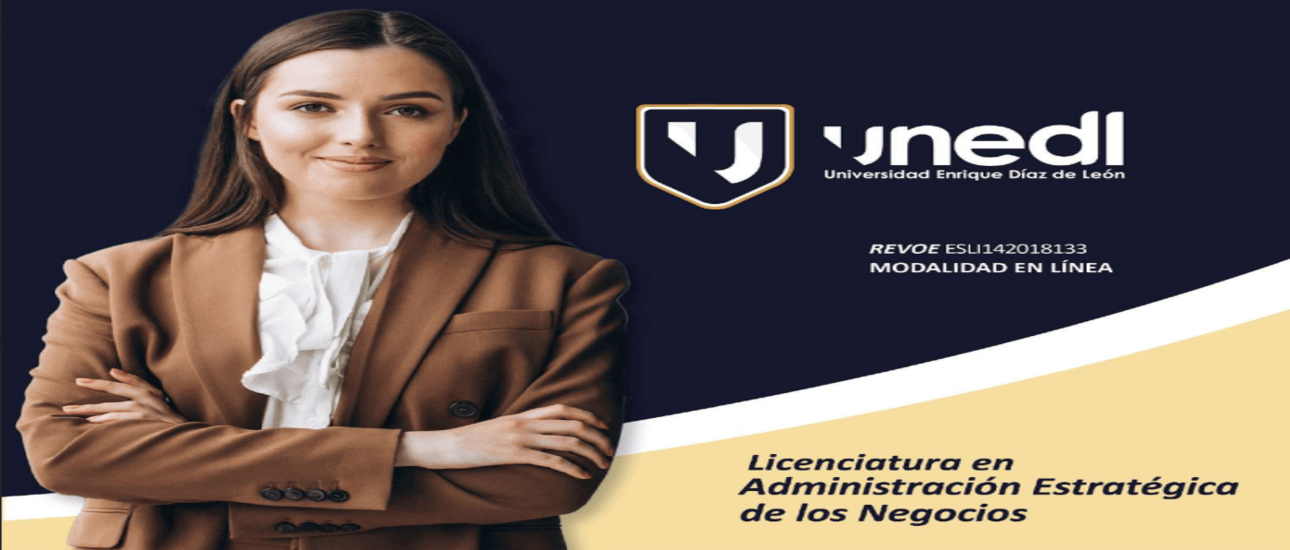 unedl
Universidad Enrique Díaz de León
REVOE ESLI142018133
MODALIDAD EN LÍNEA
Licenciatura en
Administración Estratégica
de los Negocios